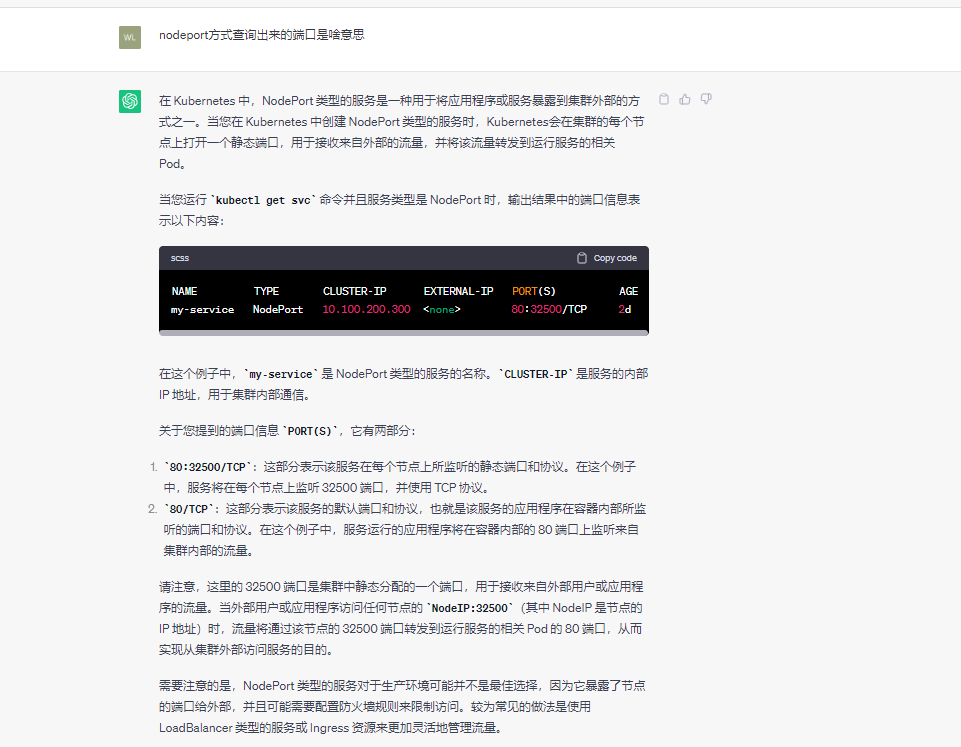 WL
nodeport方式查询出来的端口是啥意思
在 Kubernetes 中，NodePort 类型的服务是一种用于将应用程序或服务暴露到集群外部的方
式之一。当您在 Kubernetes 中创建 NodePort 类型的服务时，Kubernetes会在集群的每个节
点上打开一个静态端口，用于接收来自外部的流量，并将该流量转发到运行服务的相关
Pod。
当您运行 `kubectl get svc` 命令并且服务类型是 NodePort 时，输出结果中的端口信息表
示以下内容：
scss Copy code
NAME TYPE CLUSTER-IP EXTERNAL-IP PORT(S) AGE
my-service NodePort 10.100.200.300 <none> 80:32500/TCP 2d
在这个例子中，`my-service` 是 NodePort 类型的服务的名称。`CLUSTER-IP` 是服务的内部
IP 地址，用于集群内部通信。
关于您提到的端口信息 `PORT(S)`，它有两部分：
1. `80:32500/TCP`：这部分表示该服务在每个节点上所监听的静态端口和协议。在这个例子
中，服务将在每个节点上监听 32500 端口，并使用 TCP 协议。
2. `80/TCP`：这部分表示该服务的默认端口和协议，也就是该服务的应用程序在容器内部所监
听的端口和协议。在这个例子中，服务运行的应用程序将在容器内部的 80 端口上监听来自
集群内部的流量。
请注意，这里的 32500 端口是集群中静态分配的一个端口，用于接收来自外部用户或应用程
序的流量。当外部用户或应用程序访问任何节点的 `NodeIP:32500`（其中 NodeIP 是节点的
IP 地址）时，流量将通过该节点的 32500 端口转发到运行服务的相关 Pod 的 80 端口，从而
实现从集群外部访问服务的目的。
需要注意的是，NodePort 类型的服务对于生产环境可能并不是最佳选择，因为它暴露了节点
的端口给外部，并且可能需要配置防火墙规则来限制访问。较为常见的做法是使用
LoadBalancer 类型的服务或 Ingress 资源来更加灵活地管理流量。